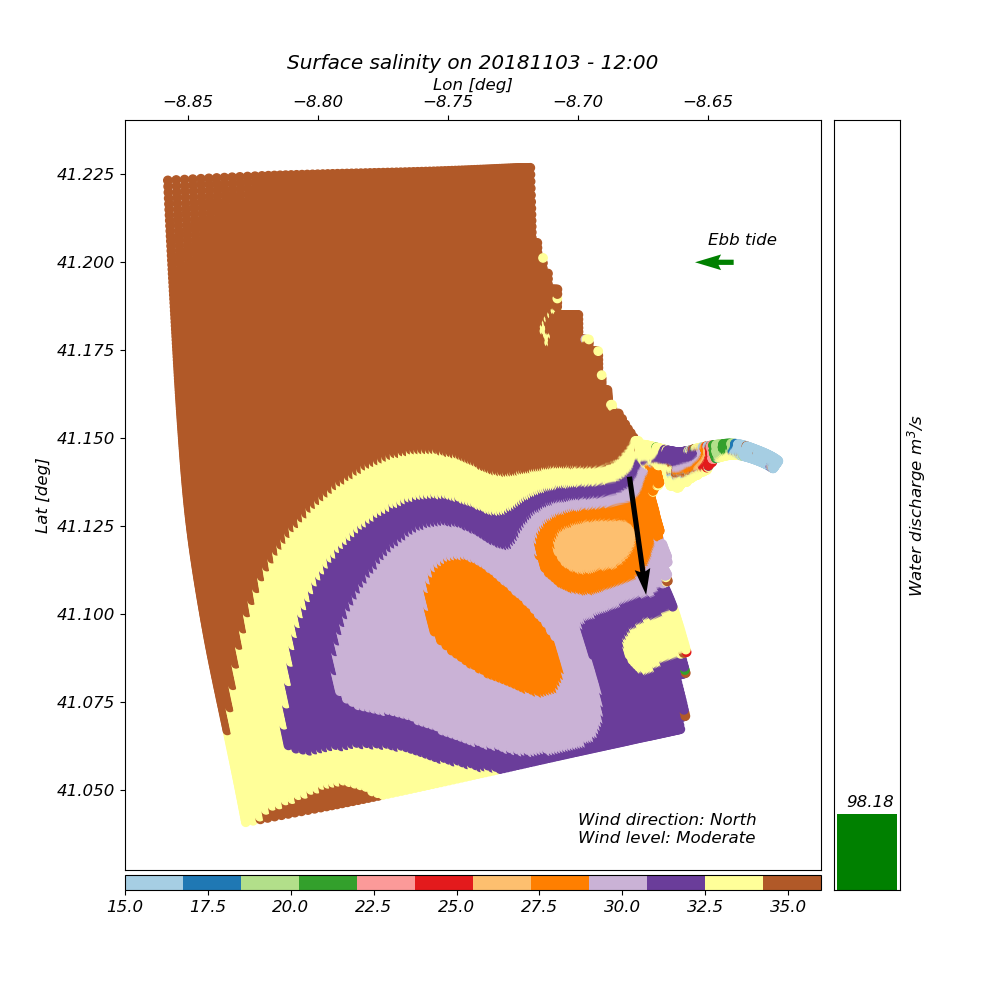 Surface salinity on 20181103 - 12:00
Lon [deg]
−8.85 −8.80 −8.75 −8.70 −8.65
41.225
41.200
41.175
41.150
41.125
41.100
41.075
41.050
Lat [deg]
Ebb tide
Wind direction: North
Wind level: Moderate
98.18
Water discharge m³/s
15.0 17.5 20.0 22.5 25.0 27.5 30.0 32.5 35.0